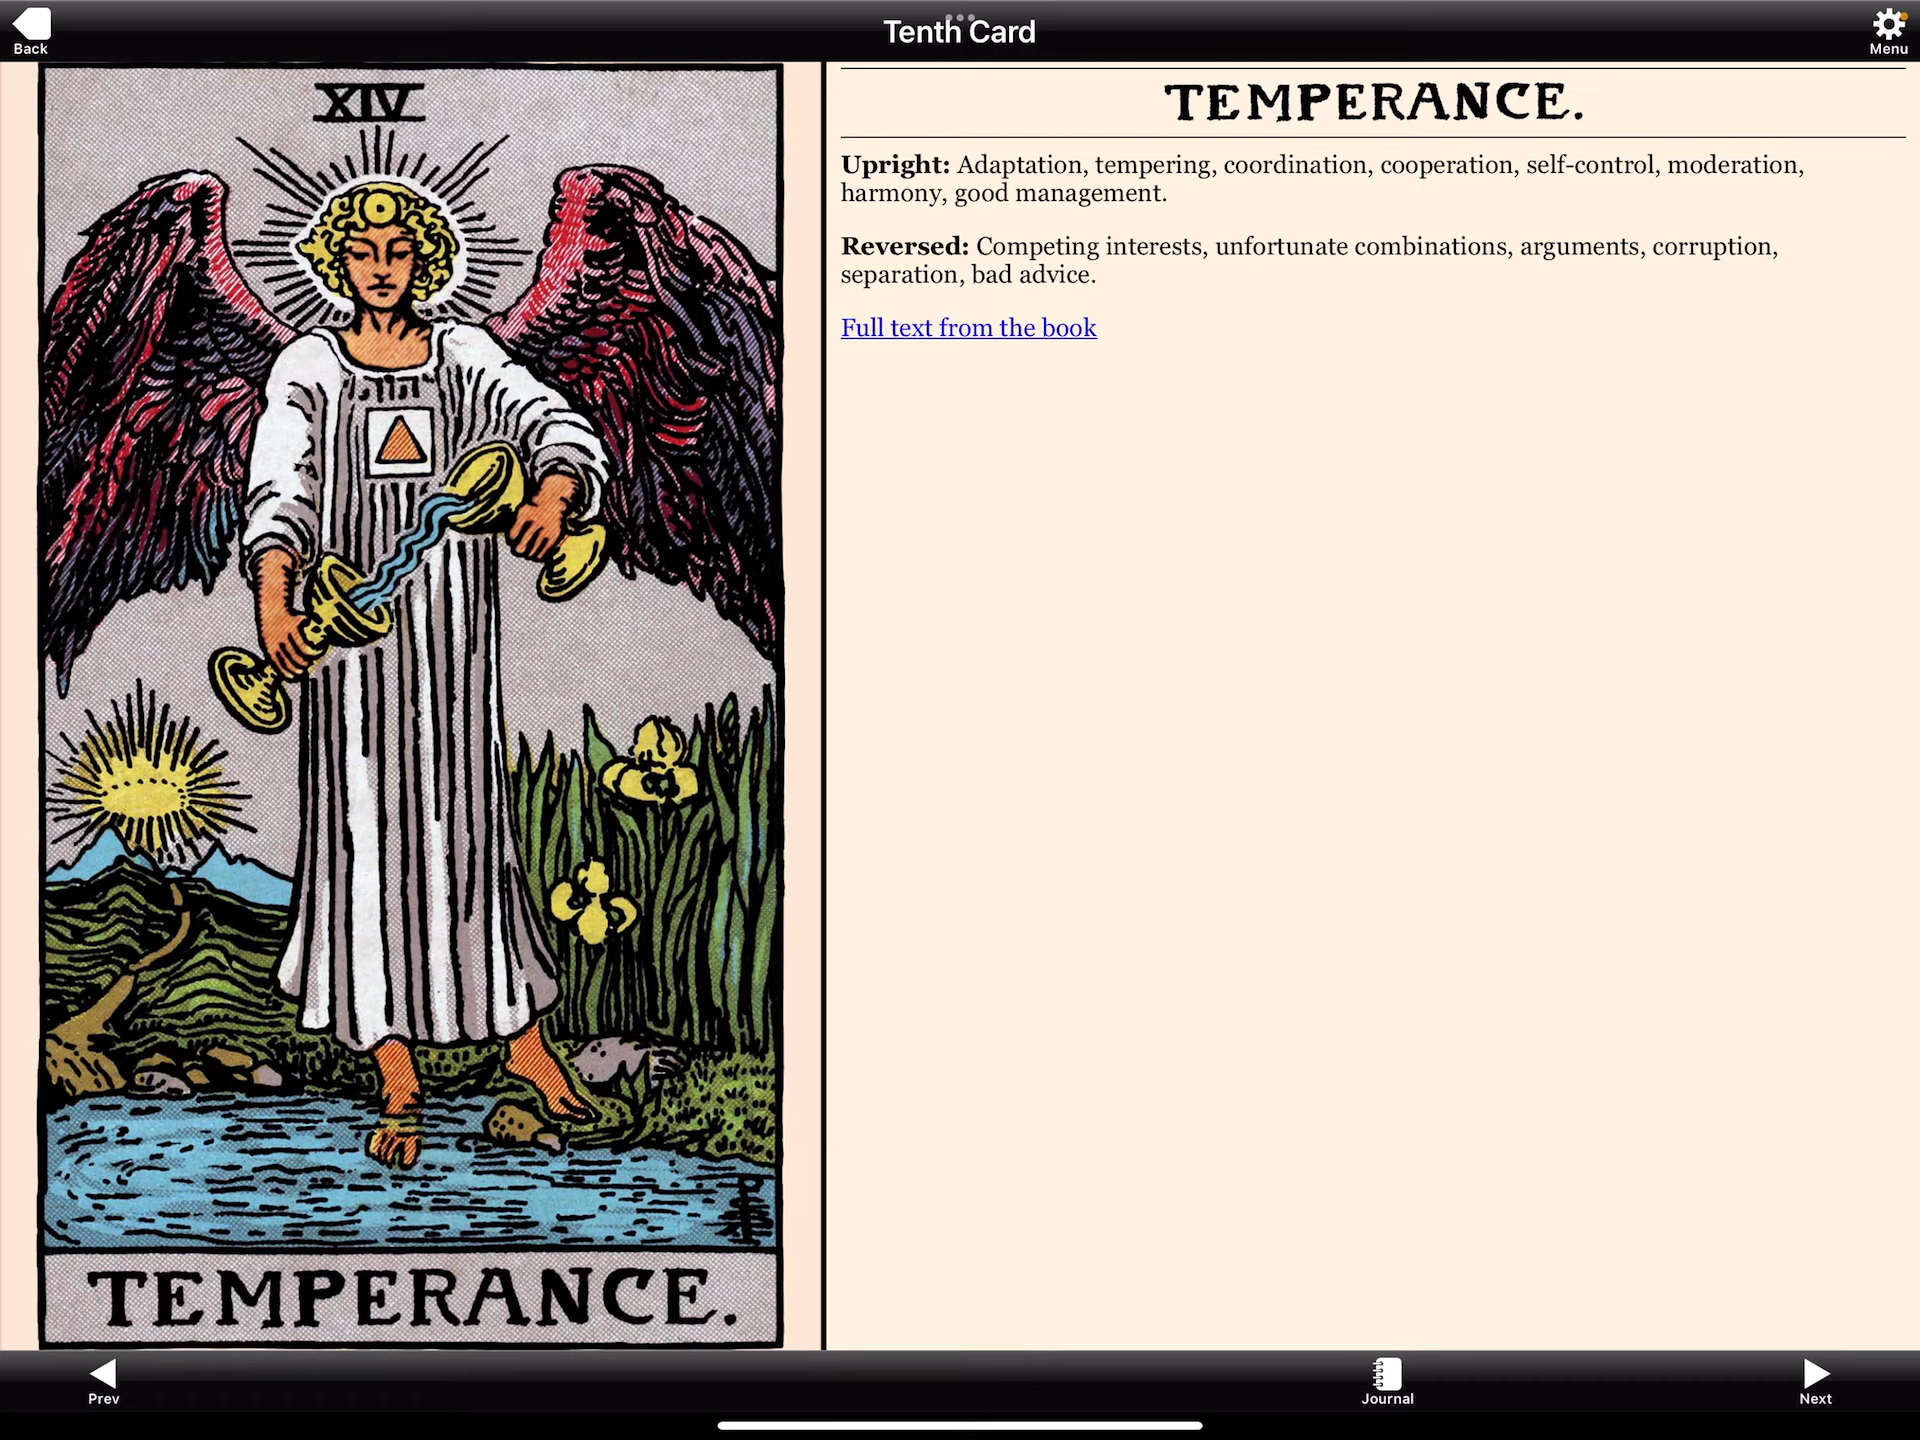 Back
Tenth Card
Menu
XIV
TEMPERANCE.
TEMPERANCE.
Upright: Adaptation, tempering, coordination, cooperation, self-control, moderation,
harmony, good management.
Reversed: Competing interests, unfortunate combinations, arguments, corruption,
separation, bad advice.
Full text from the book
Prev
Journal
Next